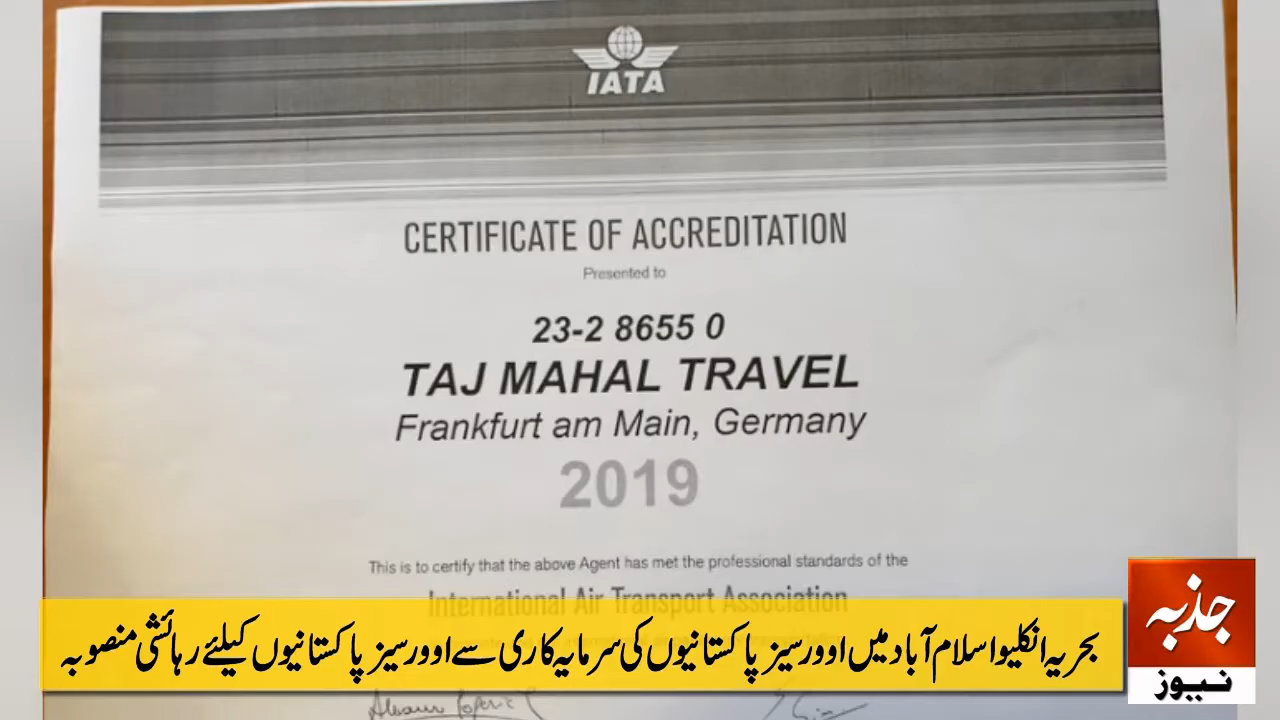 IATA
CERTIFICATE OF ACCREDITATION
Presented to
23-2 8655 0
TAJ MAHAL TRAVEL
Frankfurt am Main, Germany
2019
This is to certify that the above Agent has met the professional standards of the
International Air Transport Association
بحریہ انکلیو اسلام آباد میں اوورسیز پاکستانیوں کی سرمایہ کاری سے اوورسیز پاکستانیوں کیلئے رہائشی منصوبہ
جذبہ
نیوز